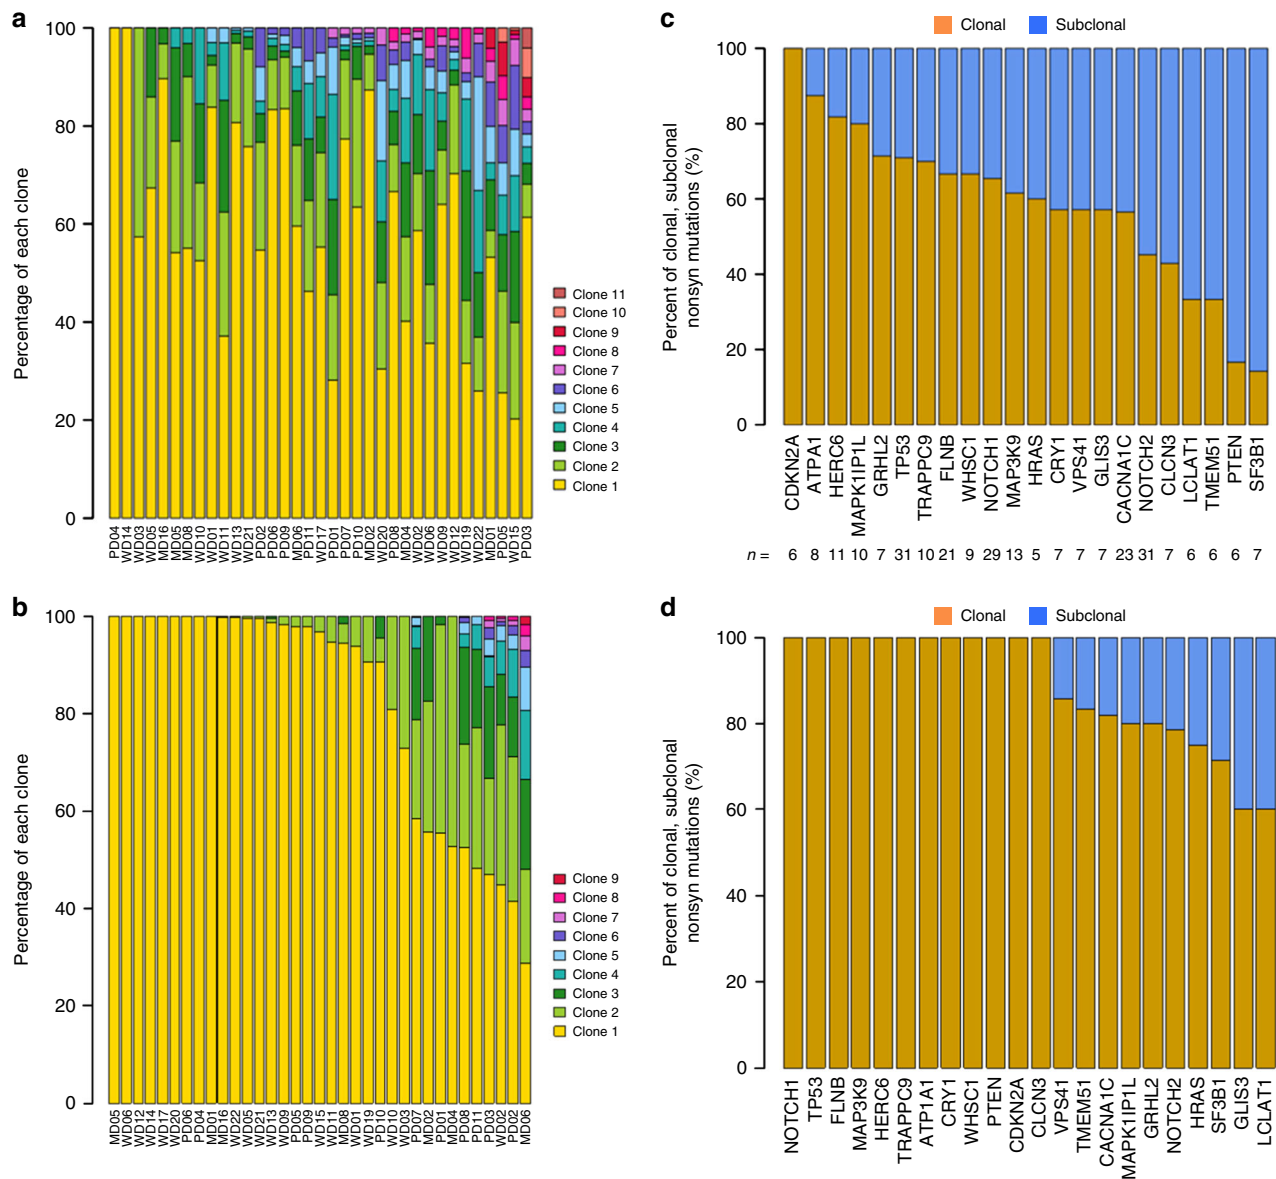 a
Percentage of each clone
100
80
60
40
20
0
PD04 WD14 WD03 WD05 MD16 MD05 MD08 WD10 WD01 WD11 WD13 WD21 PD02 PD06 PD09 MD06 PD11 WD17 PD01 PD07 PD10 MD02 WD20 PD08 MD04 WD02 WD06 WD09 WD12 WD19 WD22 MD01 PD05 WD15 PD03
Clone 11
Clone 10
Clone 9
Clone 8
Clone 7
Clone 6
Clone 5
Clone 4
Clone 3
Clone 2
Clone 1
c
Clonal Subclonal
Percent of clonal, subclonal
nonsyn mutations (%)
100
80
60
40
20
0
CDKN2A ATPA1 HERC6 MAPK1IP1L GRHL2 TP53 TRAPPC9 FLNB WHSC1 NOTCH1 MAP3K9 HRAS CRY1 VPS41 GLIS3 CACNA1C NOTCH2 CLCN3 LCLAT1 TMEM51 PTEN SF3B1
n = 6 8 11 10 7 31 10 21 9 29 13 5 7 7 7 23 31 7 6 6 6 7
b
Percentage of each clone
100
80
60
40
20
0
MD05 WD06 WD12 WD14 WD17 WD20 PD06 PD04 MD01 MD16 WD22 WD05 WD21 WD13 WD09 PD05 PD09 WD15 WD11 MD08 WD01 WD19 PD10 WD10 WD03 PD07 MD02 PD01 MD04 PD08 PD11 PD03 WD02 PD02 MD06
Clone 9
Clone 8
Clone 7
Clone 6
Clone 5
Clone 4
Clone 3
Clone 2
Clone 1
d
Clonal Subclonal
Percent of clonal, subclonal
nonsyn mutations (%)
100
80
60
40
20
0
NOTCH1 TP53 FLNB MAP3K9 HERC6 TRAPPC9 ATP1A1 CRY1 WHSC1 PTEN CDKN2A CLCN3 VPS41 TMEM51 CACNA1C MAPK1IP1L GRHL2 NOTCH2 HRAS SF3B1 GLIS3 LCLAT1